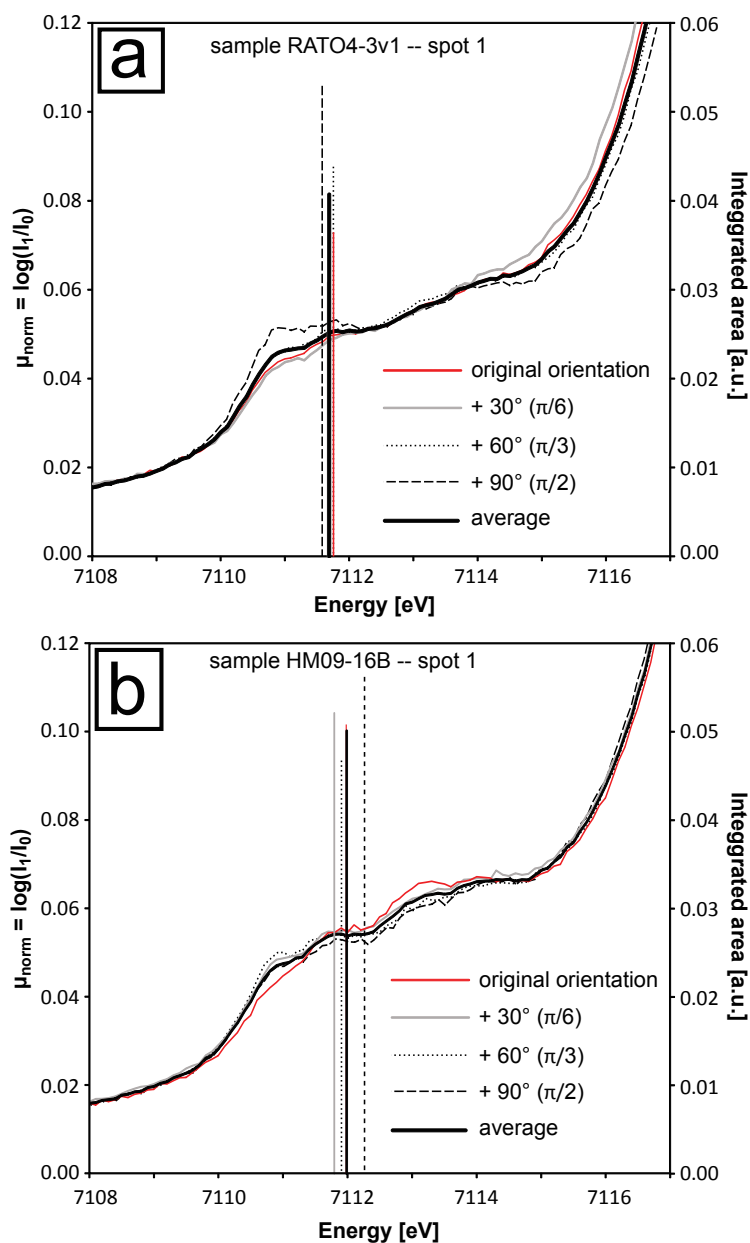 a
sample RATO4-3v1 -- spot 1
0.12
0.10
0.08
0.06
0.04
0.02
0.00
µnorm = log(I1/I0)
0.06
0.05
0.04
0.03
0.02
0.01
0.00
Integgrated area [a.u.]
original orientation
+ 30° (π/6)
+ 60° (π/3)
+ 90° (π/2)
average
7108 7110 7112 7114 7116
Energy [eV]
b
sample HM09-16B -- spot 1
0.12
0.10
0.08
0.06
0.04
0.02
0.00
µnorm = log(I1/I0)
0.06
0.05
0.04
0.03
0.02
0.01
0.00
Integgrated area [a.u.]
original orientation
+ 30° (π/6)
+ 60° (π/3)
+ 90° (π/2)
average
7108 7110 7112 7114 7116
Energy [eV]